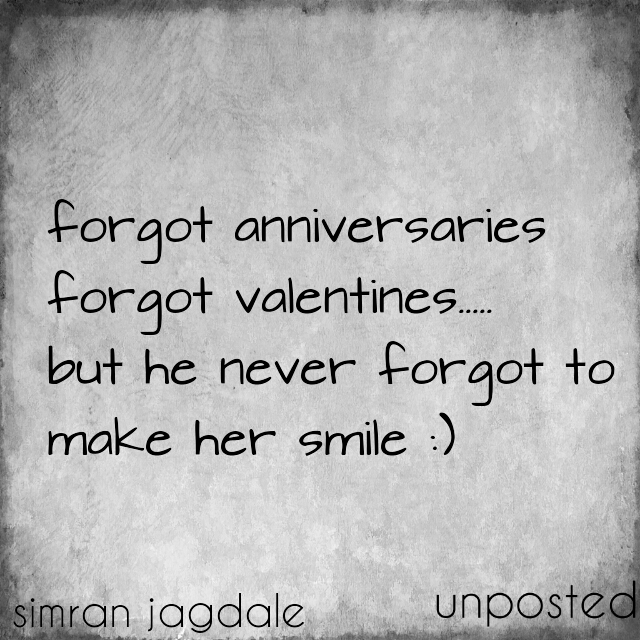 forgot anniversaries
forgot valentines.....
but he never forgot to
make her smile :)
simran jagdale
unposted